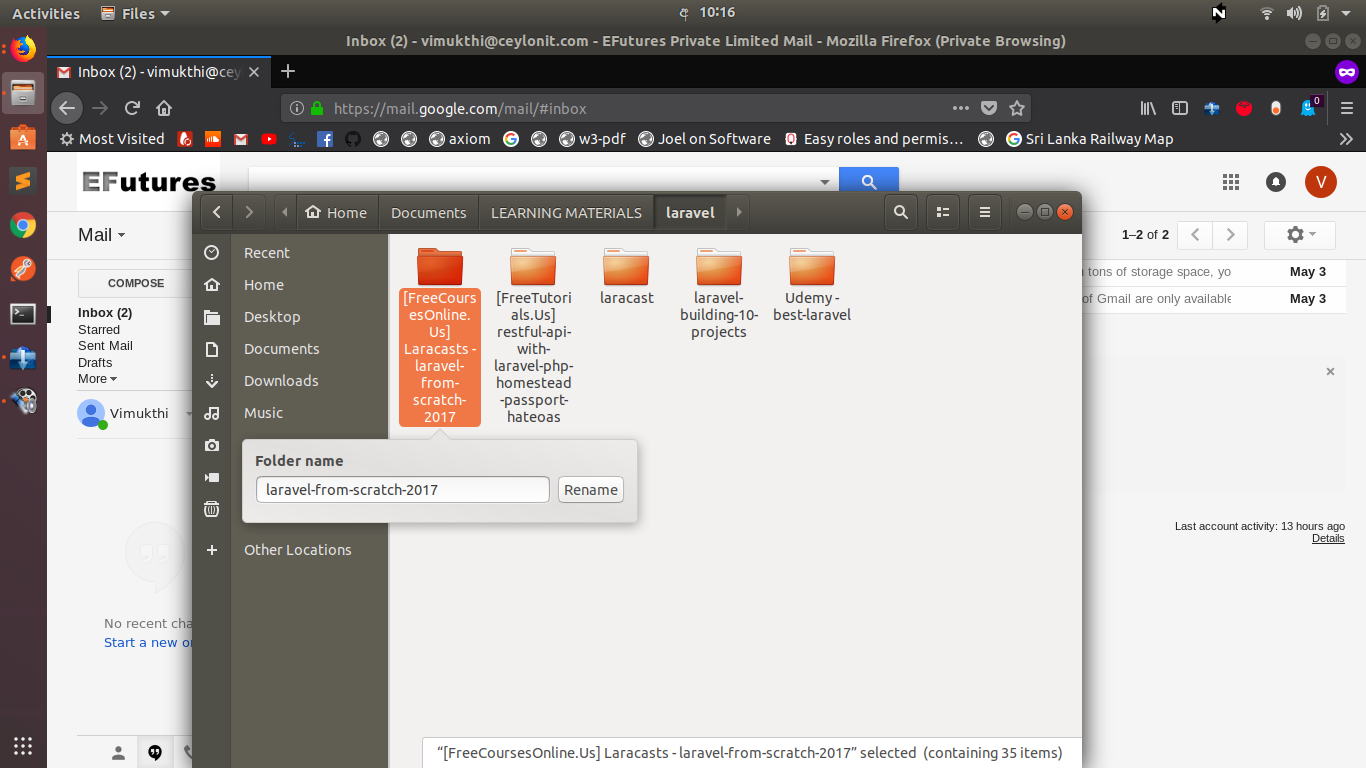 Activities
Files
අ 10:16
N
Inbox (2) - vimukthi@ceylonit.com - EFutures Private Limited Mail - Mozilla Firefox (Private Browsing)
Inbox (2) - vimukthi@cey
https://mail.google.com/mail/#inbox
0
Most Visited
axiom
w3-pdf
Joel on Software
Easy roles and permis…
Sri Lanka Railway Map
EFutures
V
Home
Documents
LEARNING MATERIALS
laravel
Mail
1–2 of 2
COMPOSE
Inbox (2)
Starred
Sent Mail
Drafts
More
Vimukthi
No recent cha
Start a new o
Recent
Home
Desktop
Documents
Downloads
Music
Other Locations
[FreeCours
esOnline.
Us]
Laracasts -
laravel-
from-
scratch-
2017
[FreeTutori
als.Us]
restful-api-
with-
laravel-php-
homestead
-passport-
hateoas
laracast
laravel-
building-10-
projects
Udemy -
best-laravel
Folder name
laravel-from-scratch-2017
Rename
tons of storage space, yo
May 3
of Gmail are only available
May 3
Last account activity: 13 hours ago
Details
“[FreeCoursesOnline.Us] Laracasts - laravel-from-scratch-2017” selected (containing 35 items)